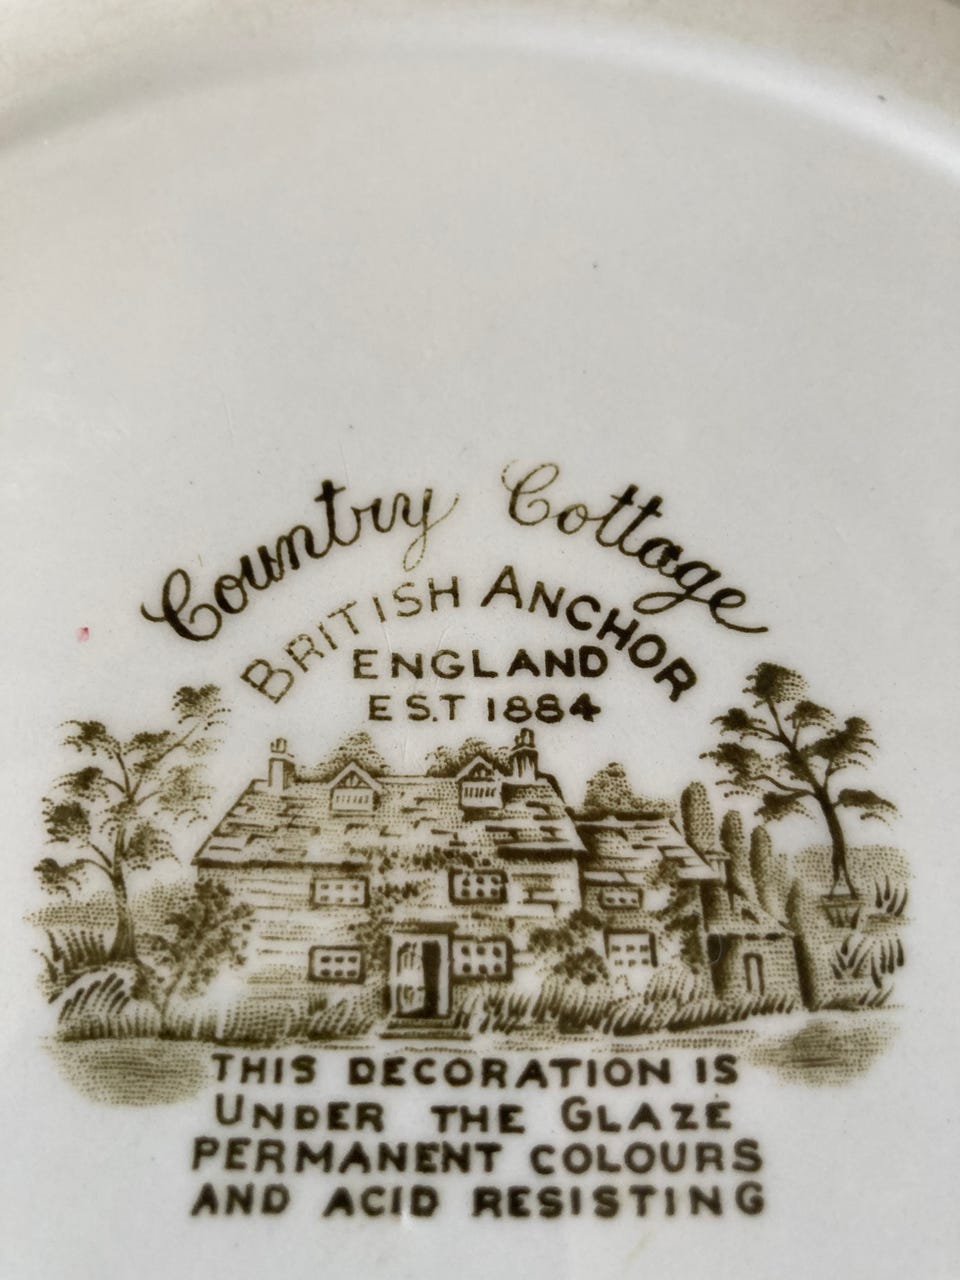 Country Cottage
BRITISH ANCHOR
ENGLAND
EST 1884
THIS DECORATION IS
UNDER THE GLAZE
PERMANENT COLOURS
AND ACID RESISTING